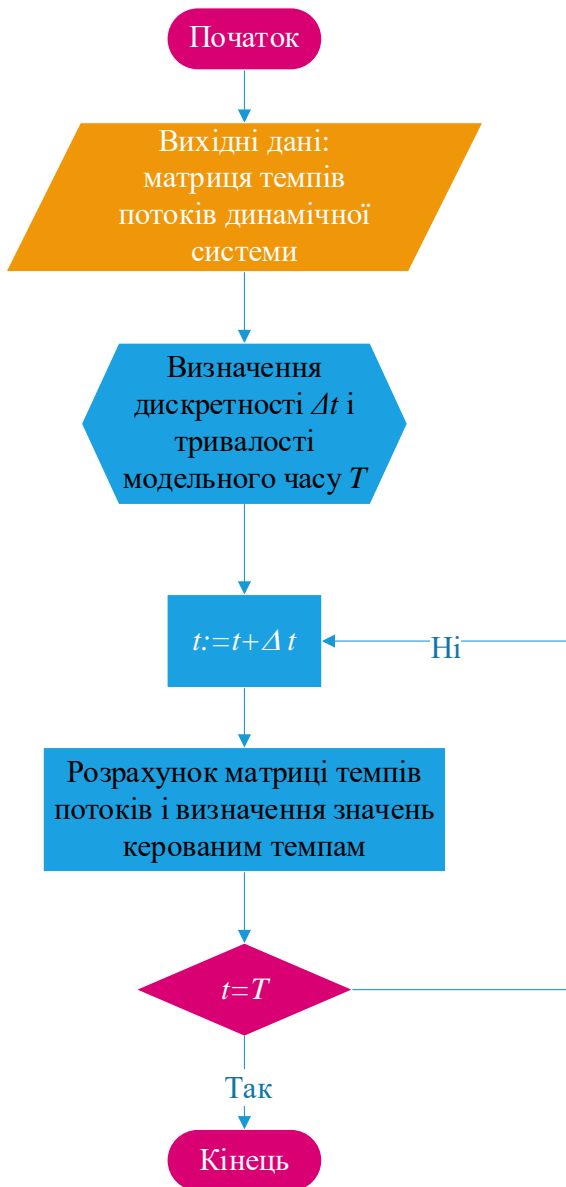 Початок
Вихідні дані:
матриця темпів
потоків динамічної
системи
Визначення
дискретності Δt і
тривалості
модельного часу T
t:=t+Δ t
Ні
Розрахунок матриці темпів
потоків і визначення значень
керованим темпам
t=T
Так
Кінець